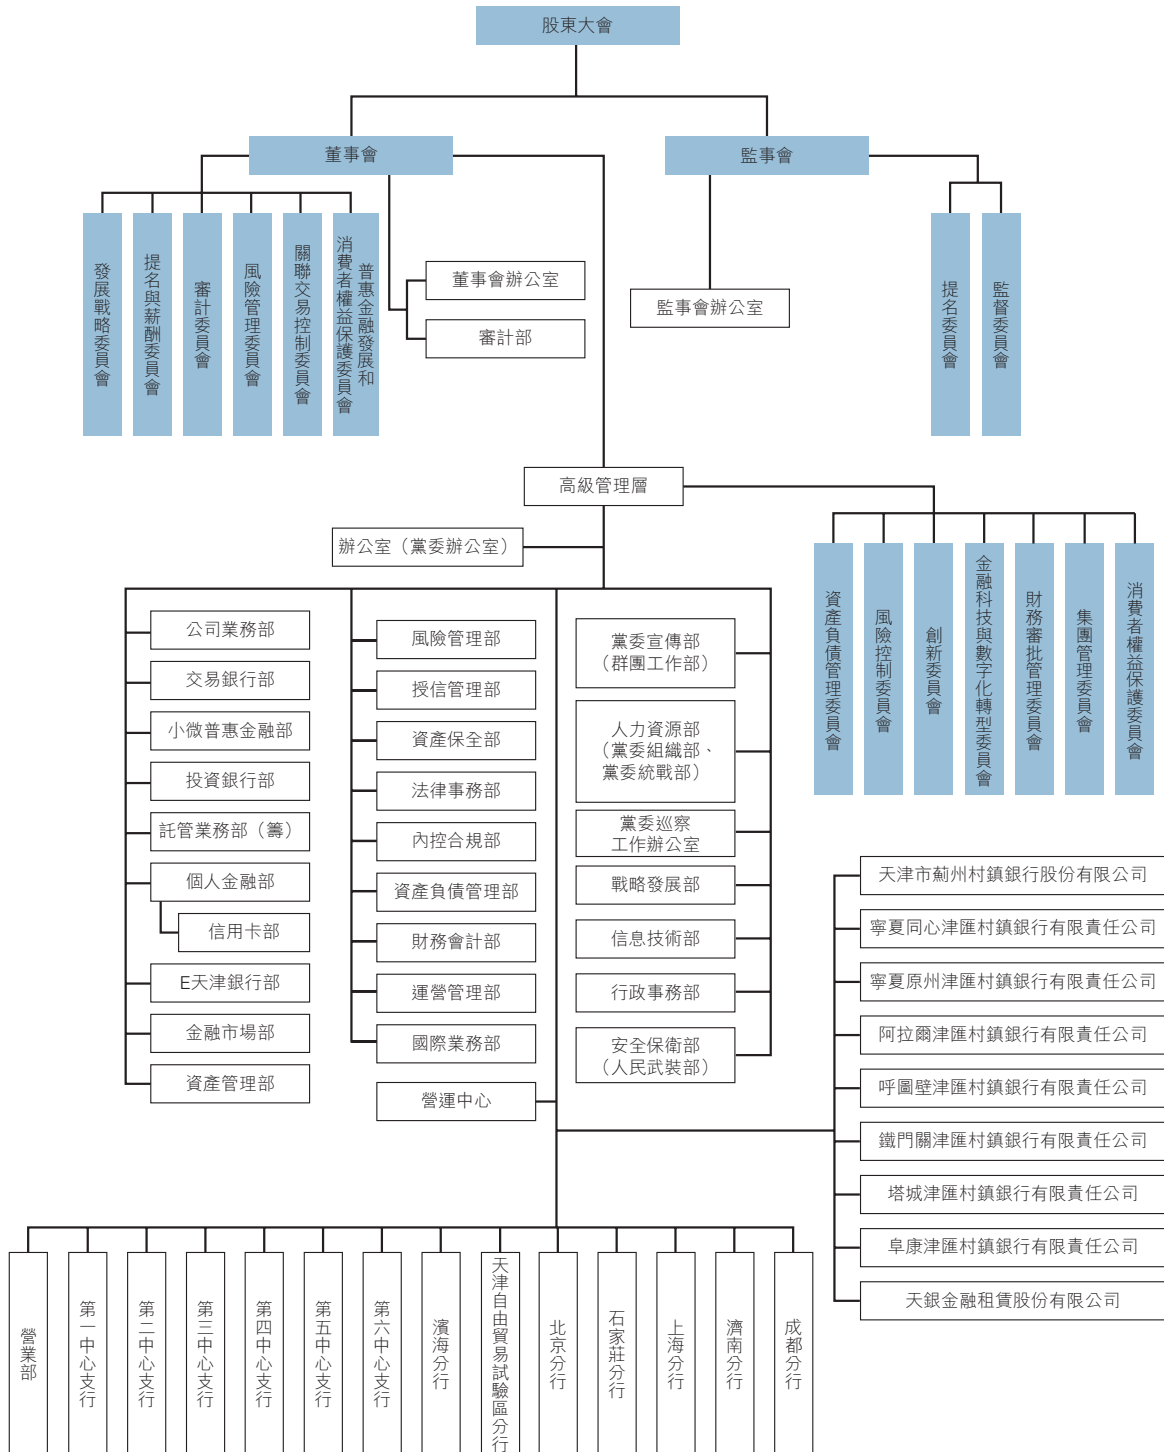 股東大會
董事會
監事會
發展戰略委員會
提名與薪酬委員會
審計委員會
風險管理委員會
關聯交易控制委員會
普惠金融發展和
消費者權益保護委員會
董事會辦公室
審計部
監事會辦公室
提名委員會
監督委員會
高級管理層
辦公室（黨委辦公室）
資產負債管理委員會
風險控制委員會
創新委員會
金融科技與數字化轉型委員會
財務審批管理委員會
集團管理委員會
消費者權益保護委員會
公司業務部
交易銀行部
小微普惠金融部
投資銀行部
託管業務部（籌）
個人金融部
信用卡部
E天津銀行部
金融市場部
資產管理部
風險管理部
授信管理部
資產保全部
法律事務部
內控合規部
資產負債管理部
財務會計部
運營管理部
國際業務部
營運中心
黨委宣傳部
（群團工作部）
人力資源部
（黨委組織部、
黨委統戰部）
黨委巡察
工作辦公室
戰略發展部
信息技術部
行政事務部
安全保衛部
（人民武裝部）
天津市薊州村鎮銀行股份有限公司
寧夏同心津匯村鎮銀行有限責任公司
寧夏原州津匯村鎮銀行有限責任公司
阿拉爾津匯村鎮銀行有限責任公司
呼圖壁津匯村鎮銀行有限責任公司
鐵門關津匯村鎮銀行有限責任公司
塔城津匯村鎮銀行有限責任公司
阜康津匯村鎮銀行有限責任公司
天銀金融租賃股份有限公司
營業部
第一中心支行
第二中心支行
第三中心支行
第四中心支行
第五中心支行
第六中心支行
濱海分行
天津自由貿易試驗區分行
北京分行
石家莊分行
上海分行
濟南分行
成都分行